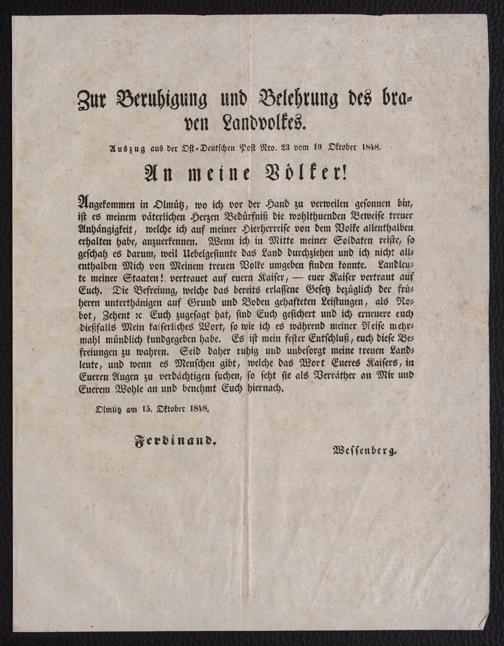 Zur Beruhigung und Belehrung des bra-
ven Landvolkes.
Auszug aus der Ost-Deutschen Post Nro. 23 vom 19. Oktober 1848.
An meine Völker!
Angekommen in Olmütz, wo ich vor der Hand zu verweilen gesonnen bin,
ist es meinem väterlichen Herzen Bedürfniß die wohlthuenden Beweise treuer
Anhängigkeit, welche ich auf meiner Hierherreise von dem Volke allenthalben
erhalten habe, anzuerkennen. Wenn ich in Mitte meiner Soldaten reiste, so
geschah es darum, weil Uebelgesinnte das Land durchziehen und ich nicht all-
enthalben Mich von Meinem treuen Volke umgeben finden konnte. Landleu-
te meiner Staaten! vertrauet auf euern Kaiser, — euer Kaiser vertraut auf
Euch. Die Befreiung, welche das bereits erlassene Gesetz bezüglich der frü-
heren unterthänigen auf Grund und Boden gehafteten Leistungen, als Ro-
bot, Zehent ꝛc Euch zugesagt hat, sind Euch gesichert und ich erneuere euch
dießfalls Mein kaiserliches Wort, so wie ich es während meiner Reise mehr-
mahl mündlich kundgegeben habe. Es ist mein fester Entschluß, euch diese Be-
freiungen zu wahren. Seid daher ruhig und unbesorgt meine treuen Land-
leute, und wenn es Menschen gibt, welche das Wort Eueres Kaisers, in
Eueren Augen zu verdächtigen suchen, so seht sie als Verräther an Mir und
Euerem Wohle an und benehmt Euch hiernach.
Olmütz am 15. Oktober 1848,
Ferdinand.
Wessenberg.